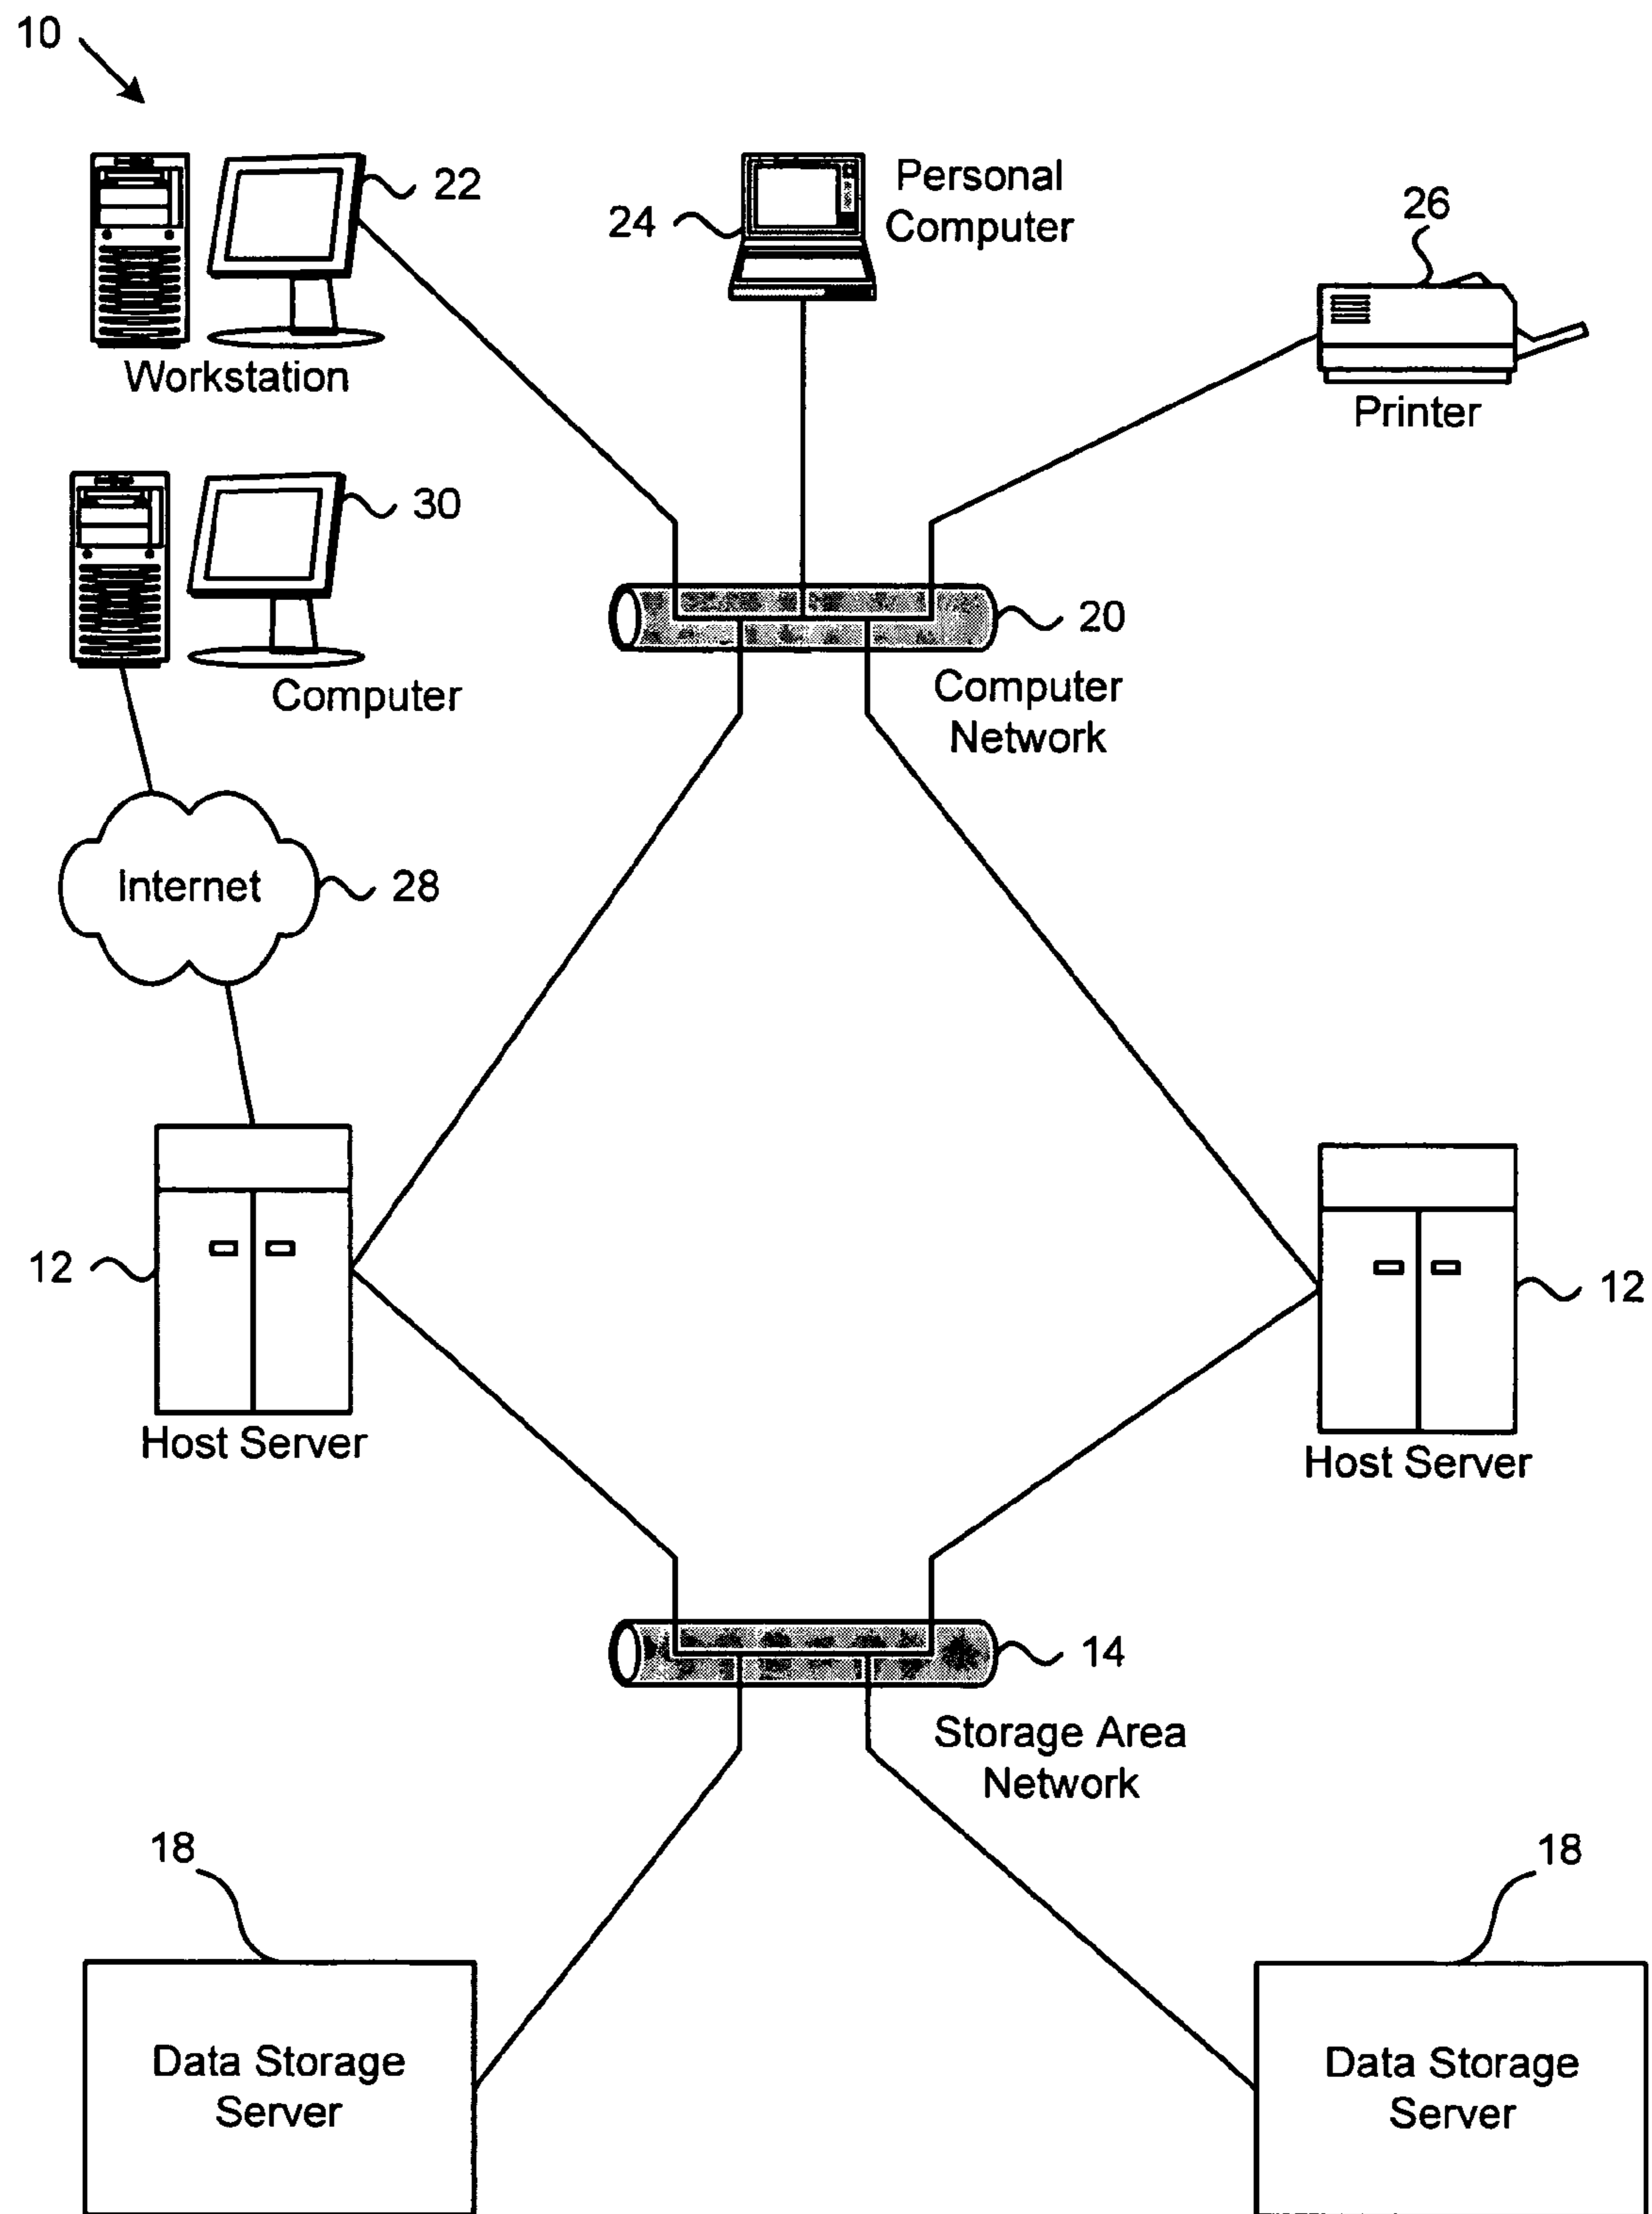 10
22
24
Personal
Computer
26
Workstation
Printer
30
Computer
20
Computer
Network
Internet
28
12
12
Host Server
Host Server
14
Storage Area
Network
18
18
Data Storage
Server
Data Storage
Server